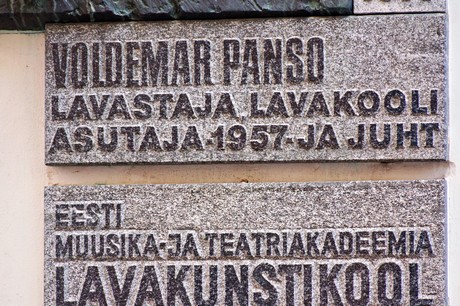 VOLDEMAR PANSO
LAVASTAJA, LAVAKOOLI
ASUTAJA 1957 JA JUHT
EESTI
MUUSIKA-JA TEATRIAKADEEMIA
LAVAKUNSTIKOOL